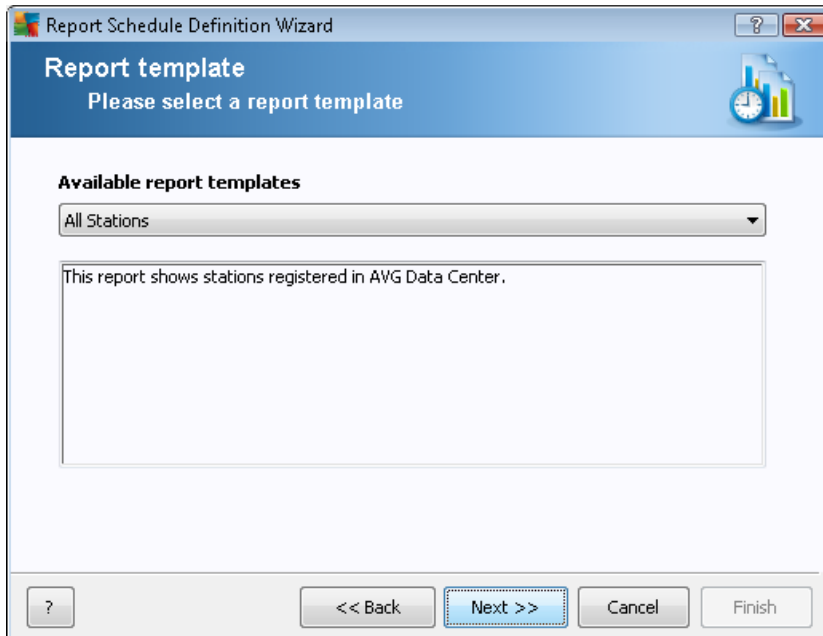 Report Schedule Definition Wizard
?
Report template
Please select a report template
Available report templates
All Stations
This report shows stations registered in AVG Data Center.
?
<< Back
Next >>
Cancel
Finish